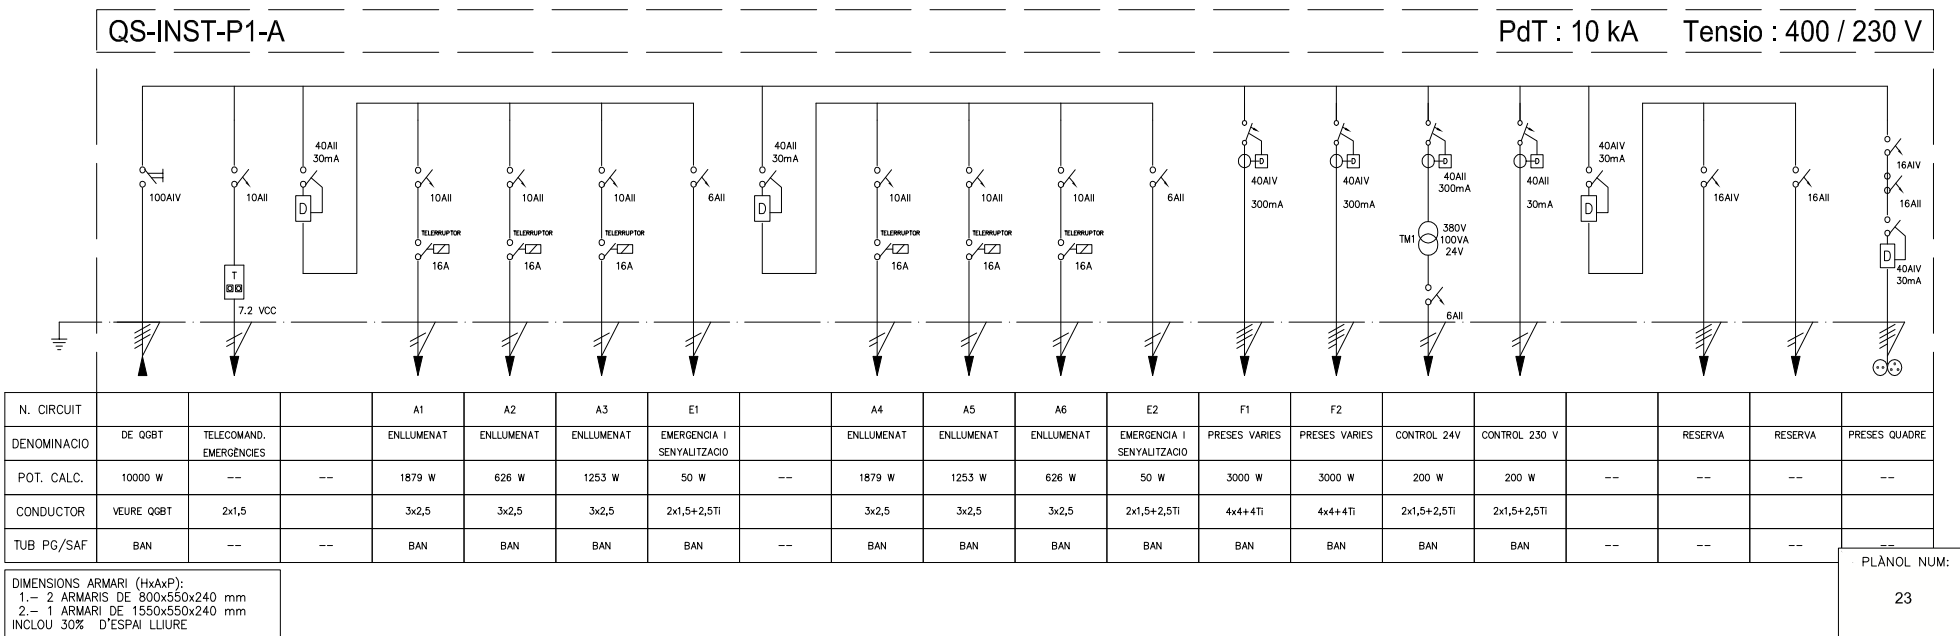 QS-INST-P1-A
PdT : 10 kA
Tensio : 400 / 230 V
40AII
30mA
40AII
30mA
40AIV
30mA
16AIV
100AIV
10AII
10AII
10AII
10AII
6AII
10AII
10AII
10AII
6AII
40AIV
300mA
40AIV
300mA
40AII
300mA
40AII
30mA
16AIV
16AII
16AII
D
D
D
D
D
D
D
D
TELERRUPTOR
16A
TELERRUPTOR
16A
TELERRUPTOR
16A
TELERRUPTOR
16A
TELERRUPTOR
16A
TELERRUPTOR
16A
TM1
380V
100VA
24V
6AII
40AIV
30mA
T
7.2 VCC
N. CIRCUIT A1 A2 A3 E1 A4 A5 A6 E2 F1 F2
DENOMINACIO DE QGBT TELECOMAND. EMERGÈNCIES ENLLUMENAT ENLLUMENAT ENLLUMENAT EMERGENCIA I SENYALITZACIO ENLLUMENAT ENLLUMENAT ENLLUMENAT EMERGENCIA I SENYALITZACIO PRESES VARIES PRESES VARIES CONTROL 24V CONTROL 230 V RESERVA RESERVA PRESES QUADRE
POT. CALC. 10000 W -- -- 1879 W 626 W 1253 W 50 W -- 1879 W 1253 W 626 W 50 W 3000 W 3000 W 200 W 200 W -- -- -- --
CONDUCTOR VEURE QGBT 2x1,5 3x2,5 3x2,5 3x2,5 2x1,5+2,5Ti 3x2,5 3x2,5 3x2,5 2x1,5+2,5Ti 4x4+4Ti 4x4+4Ti 2x1,5+2,5Ti 2x1,5+2,5Ti
TUB PG/SAF BAN -- -- BAN BAN BAN BAN -- BAN BAN BAN BAN BAN BAN BAN BAN -- -- -- --
DIMENSIONS ARMARI (HxAxP):
1.- 2 ARMARIS DE 800x550x240 mm
2.- 1 ARMARI DE 1550x550x240 mm
INCLOU 30% D'ESPAI LLIURE
PLÀNOL NUM:
23